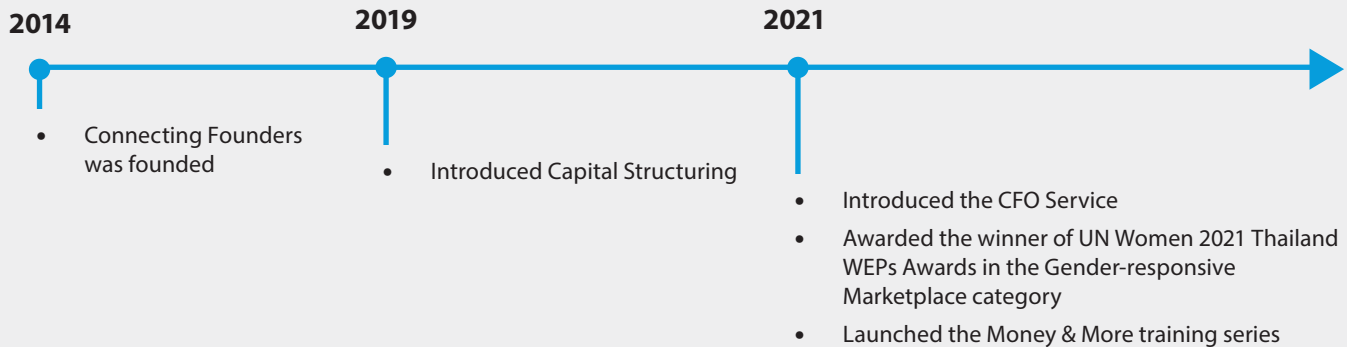 2014
2019
2021
• Connecting Founders
was founded
• Introduced Capital Structuring
• Introduced the CFO Service
• Awarded the winner of UN Women 2021 Thailand
WEPs Awards in the Gender-responsive
Marketplace category
• Launched the Money & More training series